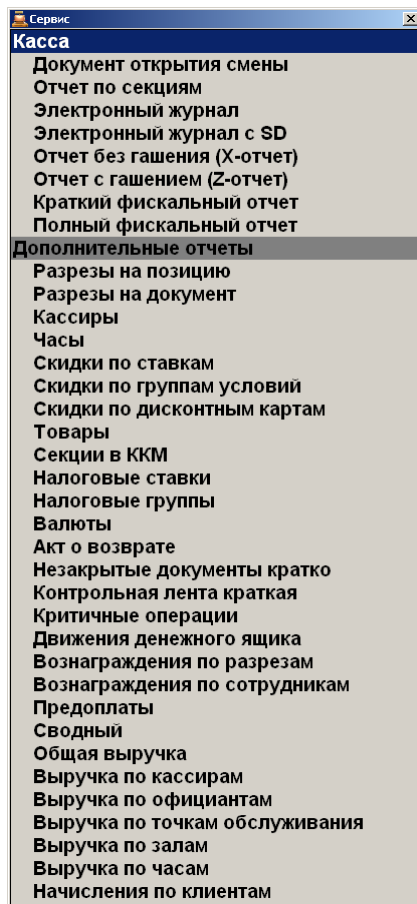 Сервис
Касса
Документ открытия смены
Отчет по секциям
Электронный журнал
Электронный журнал с SD
Отчет без гашения (X-отчет)
Отчет с гашением (Z-отчет)
Краткий фискальный отчет
Полный фискальный отчет
Дополнительные отчеты
Разрезы на позицию
Разрезы на документ
Кассиры
Часы
Скидки по ставкам
Скидки по группам условий
Скидки по дисконтным картам
Товары
Секции в ККМ
Налоговые ставки
Налоговые группы
Валюты
Акт о возврате
Незакрытые документы кратко
Контрольная лента краткая
Критичные операции
Движения денежного ящика
Вознаграждения по разрезам
Вознаграждения по сотрудникам
Предоплаты
Сводный
Общая выручка
Выручка по кассирам
Выручка по официантам
Выручка по точкам обслуживания
Выручка по залам
Выручка по часам
Начисления по клиентам